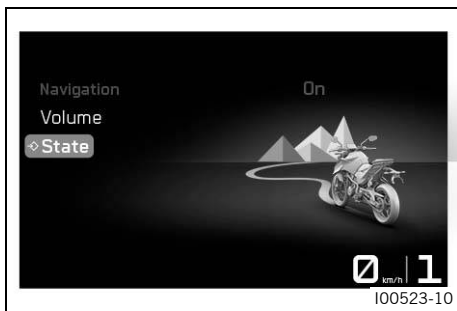 Navigation On
Volume
State
0 km/h 1
I00523-10